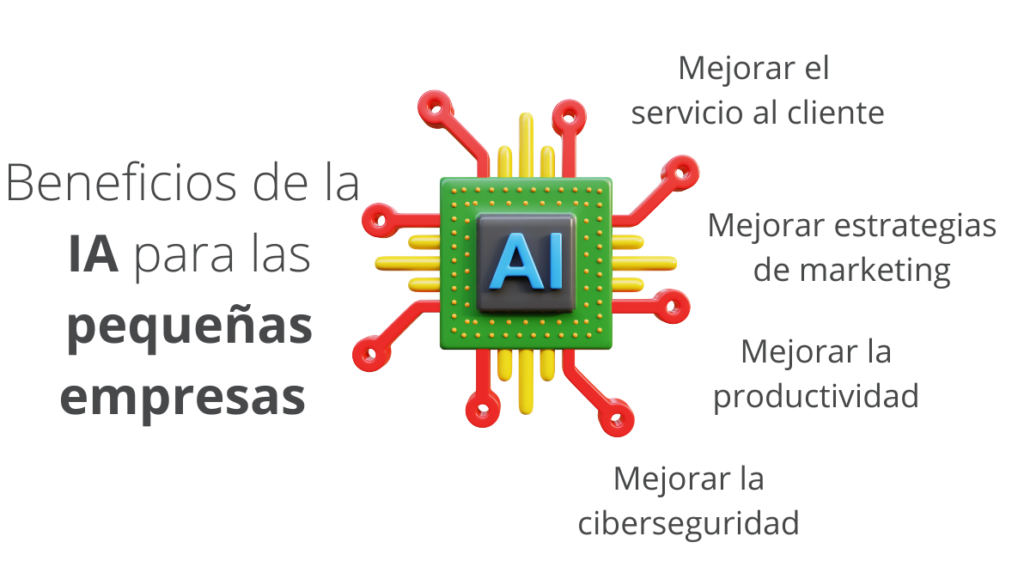 Beneficios de la
IA para las
pequeñas
empresas
AI
Mejorar el
servicio al cliente
Mejorar estrategias
de marketing
Mejorar la
productividad
Mejorar la
ciberseguridad